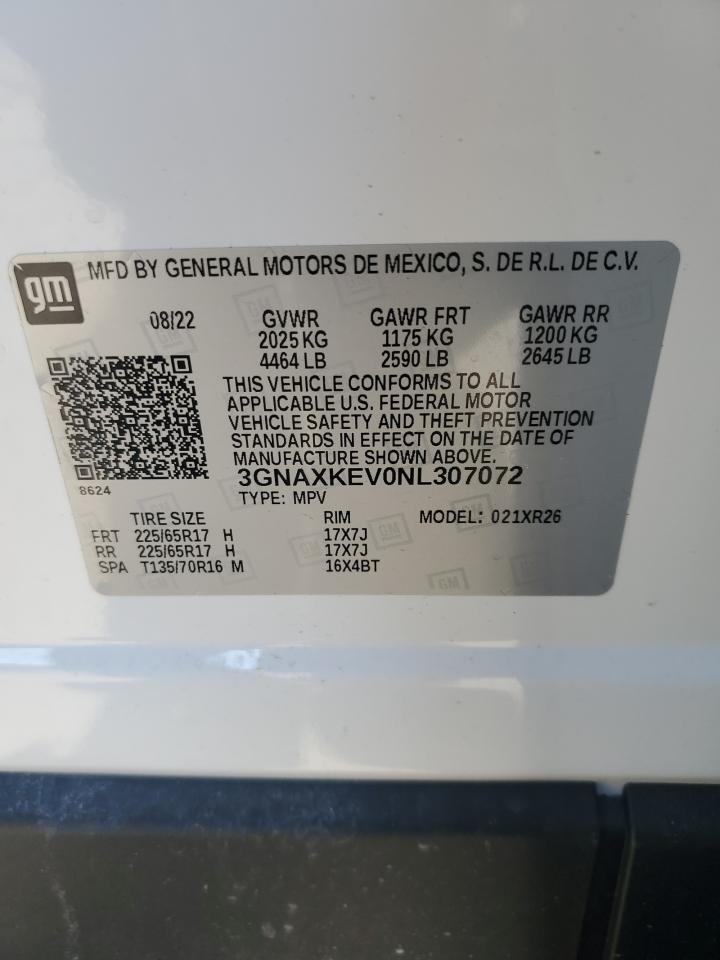 gm
MFD BY GENERAL MOTORS DE MEXICO, S. DE R.L. DE C.V.
08/22 GVWR GAWR FRT GAWR RR
2025 KG 1175 KG 1200 KG
4464 LB 2590 LB 2645 LB
THIS VEHICLE CONFORMS TO ALL
APPLICABLE U.S. FEDERAL MOTOR
VEHICLE SAFETY AND THEFT PREVENTION
STANDARDS IN EFFECT ON THE DATE OF
MANUFACTURE SHOWN ABOVE.
3GNAXKEV0NL307072
8624
TYPE: MPV
TIRE SIZE RIM MODEL: 021XR26
FRT 225/65R17 H 17X7J
RR 225/65R17 H 17X7J
SPA T135/70R16 M 16X4BT